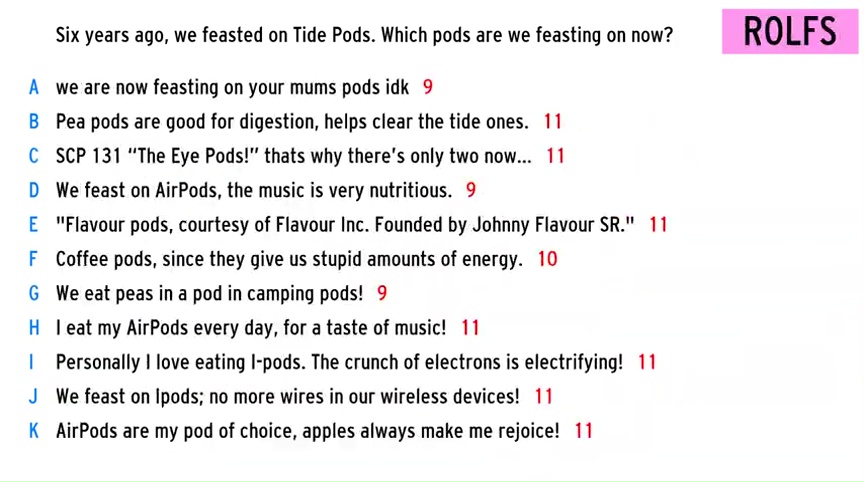 Six years ago, we feasted on Tide Pods. Which pods are we feasting on now?
ROLFS
A we are now feasting on your mums pods idk 9
B Pea pods are good for digestion, helps clear the tide ones. 11
C SCP 131 “The Eye Pods!” thats why there's only two now... 11
D We feast on AirPods, the music is very nutritious. 9
E "Flavour pods, courtesy of Flavour Inc. Founded by Johnny Flavour SR." 11
F Coffee pods, since they give us stupid amounts of energy. 10
G We eat peas in a pod in camping pods! 9
H I eat my AirPods every day, for a taste of music! 11
I Personally I love eating I-pods. The crunch of electrons is electrifying! 11
J We feast on Ipods; no more wires in our wireless devices! 11
K AirPods are my pod of choice, apples always make me rejoice! 11